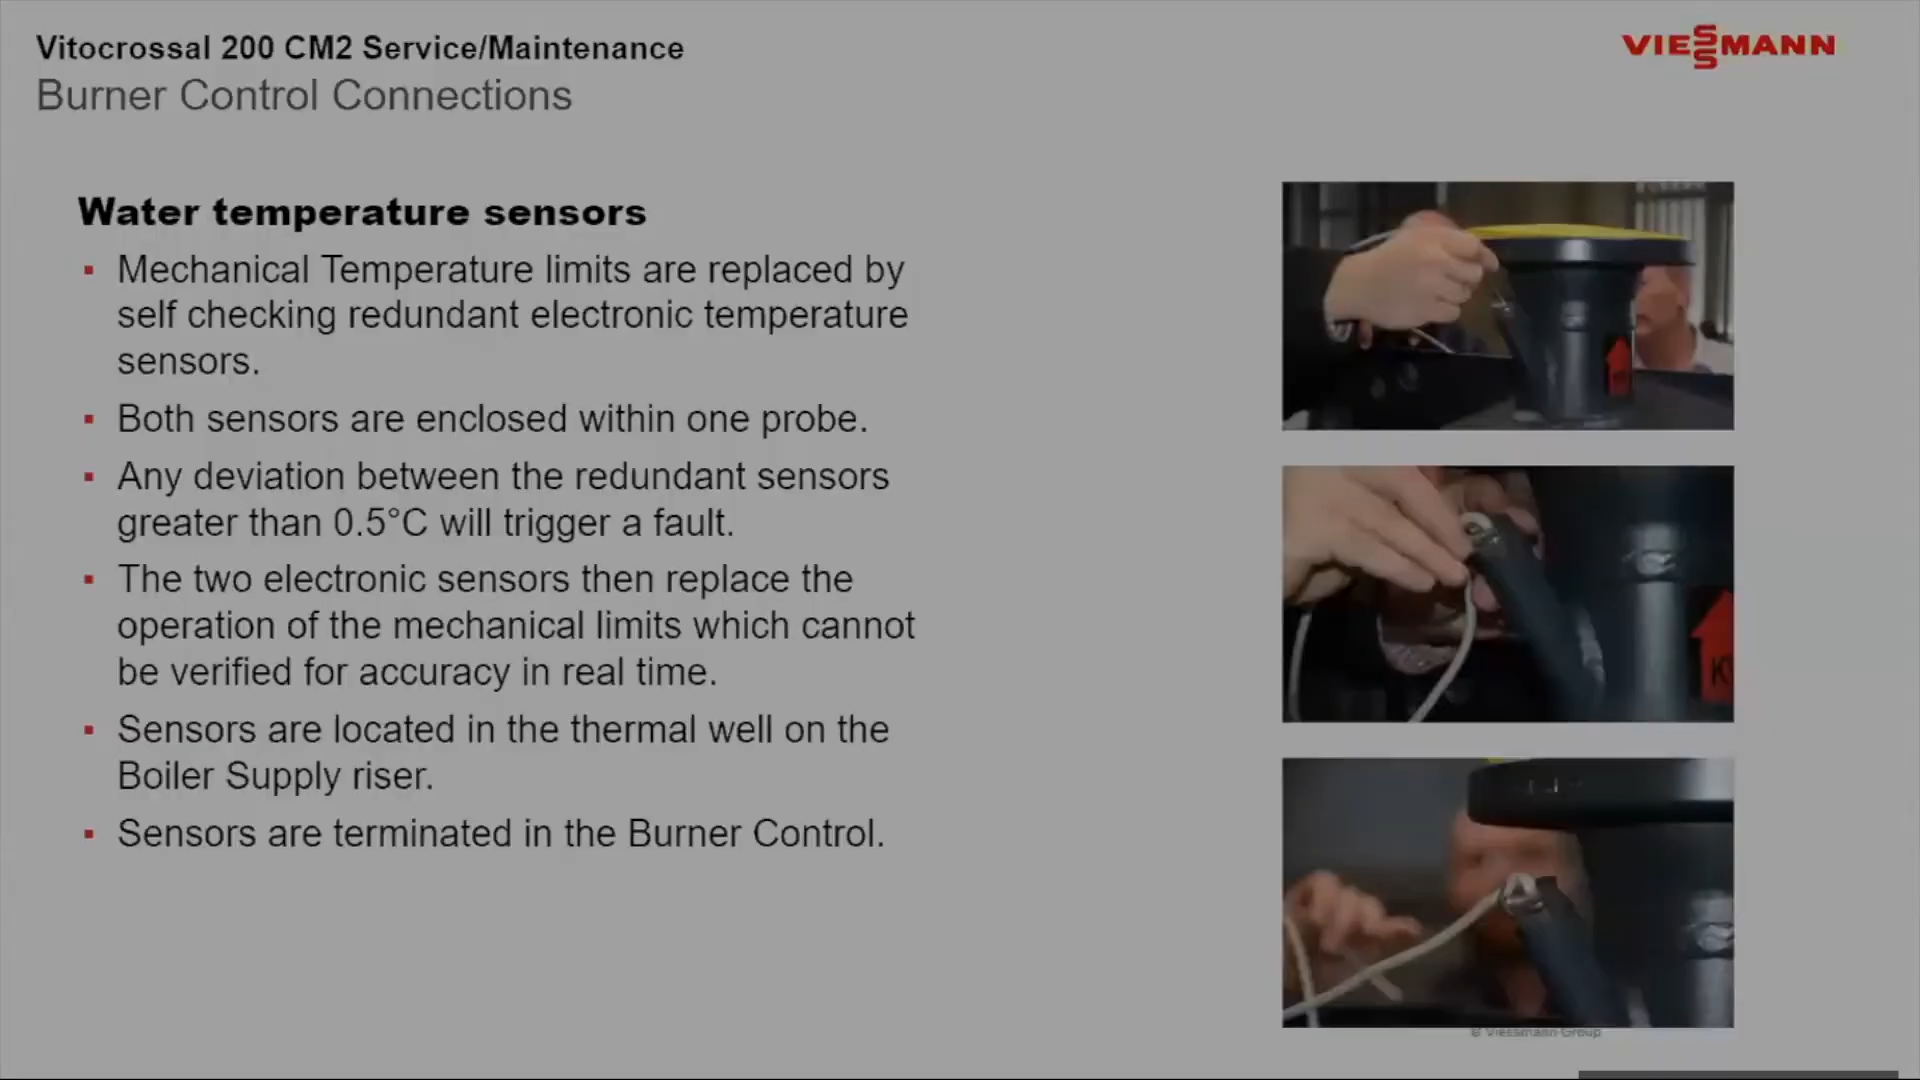 Vitocrossal 200 CM2 Service/Maintenance
VIESSMANN
Burner Control Connections
Water temperature sensors
▪ Mechanical Temperature limits are replaced by
self checking redundant electronic temperature
sensors.
▪ Both sensors are enclosed within one probe.
▪ Any deviation between the redundant sensors
greater than 0.5°C will trigger a fault.
▪ The two electronic sensors then replace the
operation of the mechanical limits which cannot
be verified for accuracy in real time.
▪ Sensors are located in the thermal well on the
Boiler Supply riser.
▪ Sensors are terminated in the Burner Control.
© Viessmann Group